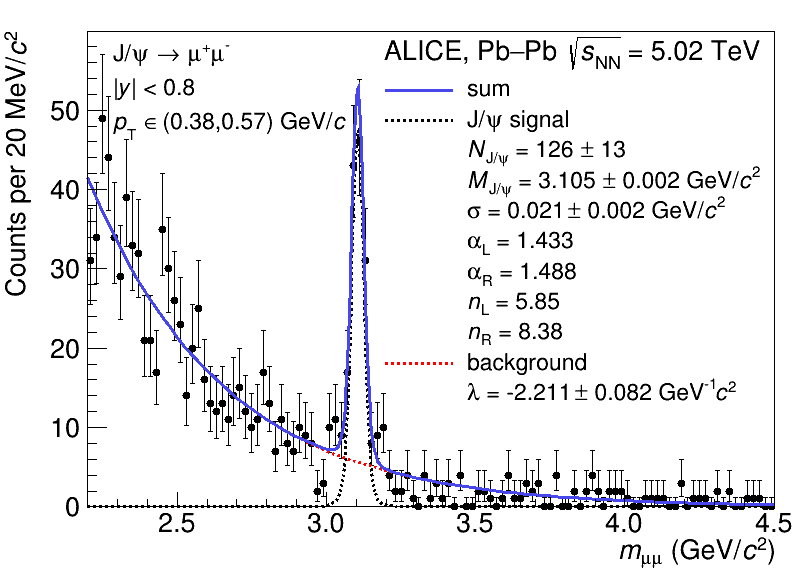 ALICE, Pb–Pb √s_NN = 5.02 TeV
J/ψ → μ⁺μ⁻
|y| < 0.8
p_T ∈ (0.38,0.57) GeV/c
sum
J/ψ signal
N_J/ψ = 126 ± 13
M_J/ψ = 3.105 ± 0.002 GeV/c²
σ = 0.021 ± 0.002 GeV/c²
α_L = 1.433
α_R = 1.488
n_L = 5.85
n_R = 8.38
background
λ = -2.211 ± 0.082 GeV⁻¹c²
Counts per 20 MeV/c²
50
40
30
20
10
0
2.5 3.0 3.5 4.0 4.5
m_μμ (GeV/c²)